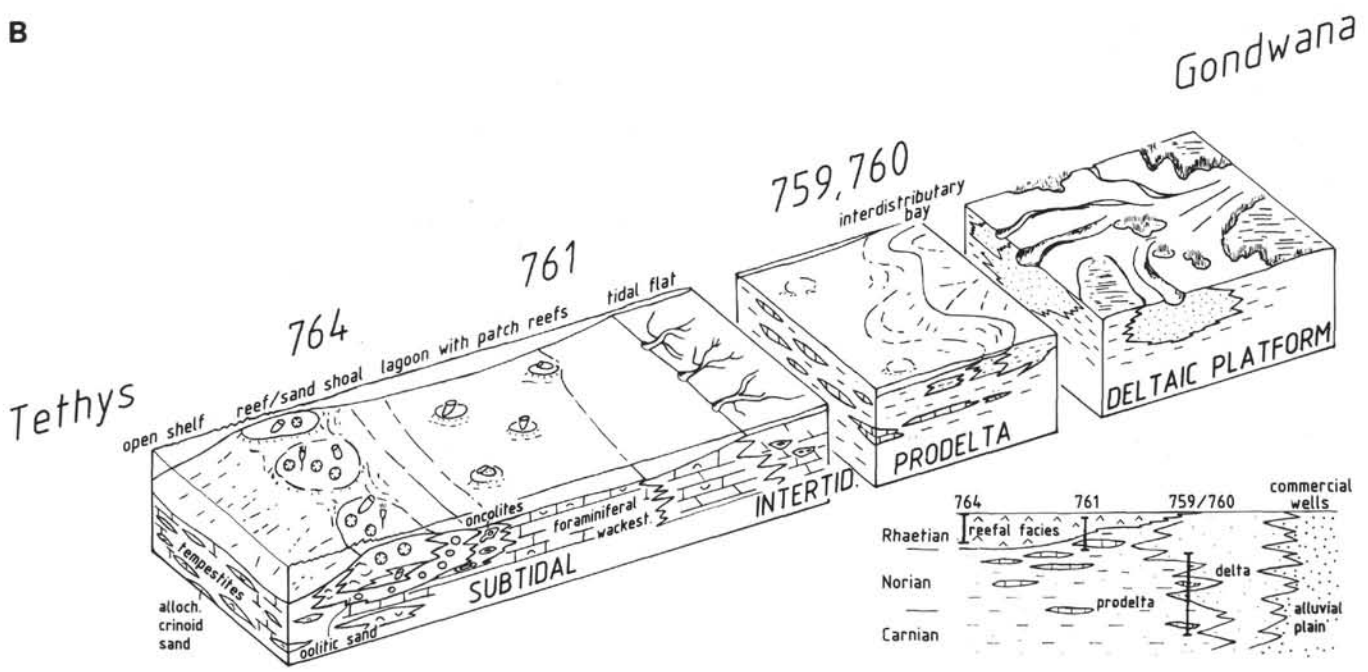 B
Gondwana
759,760
interdistributary
bay
761
tidal flat
764
lagoon with patch reefs
reef/sand shoal
Tethys
open shelf
DELTAIC PLATFORM
PRODELTA
INTERTID.
oncolites
foraminiferal
wackest.
SUBTIDAL
tempestites
alloch.
crinoid
sand
oolitic sand
764 761 759/760 commercial
wells
Rhaetian reefal facies
Norian delta
prodelta alluvial
plain
Carnian